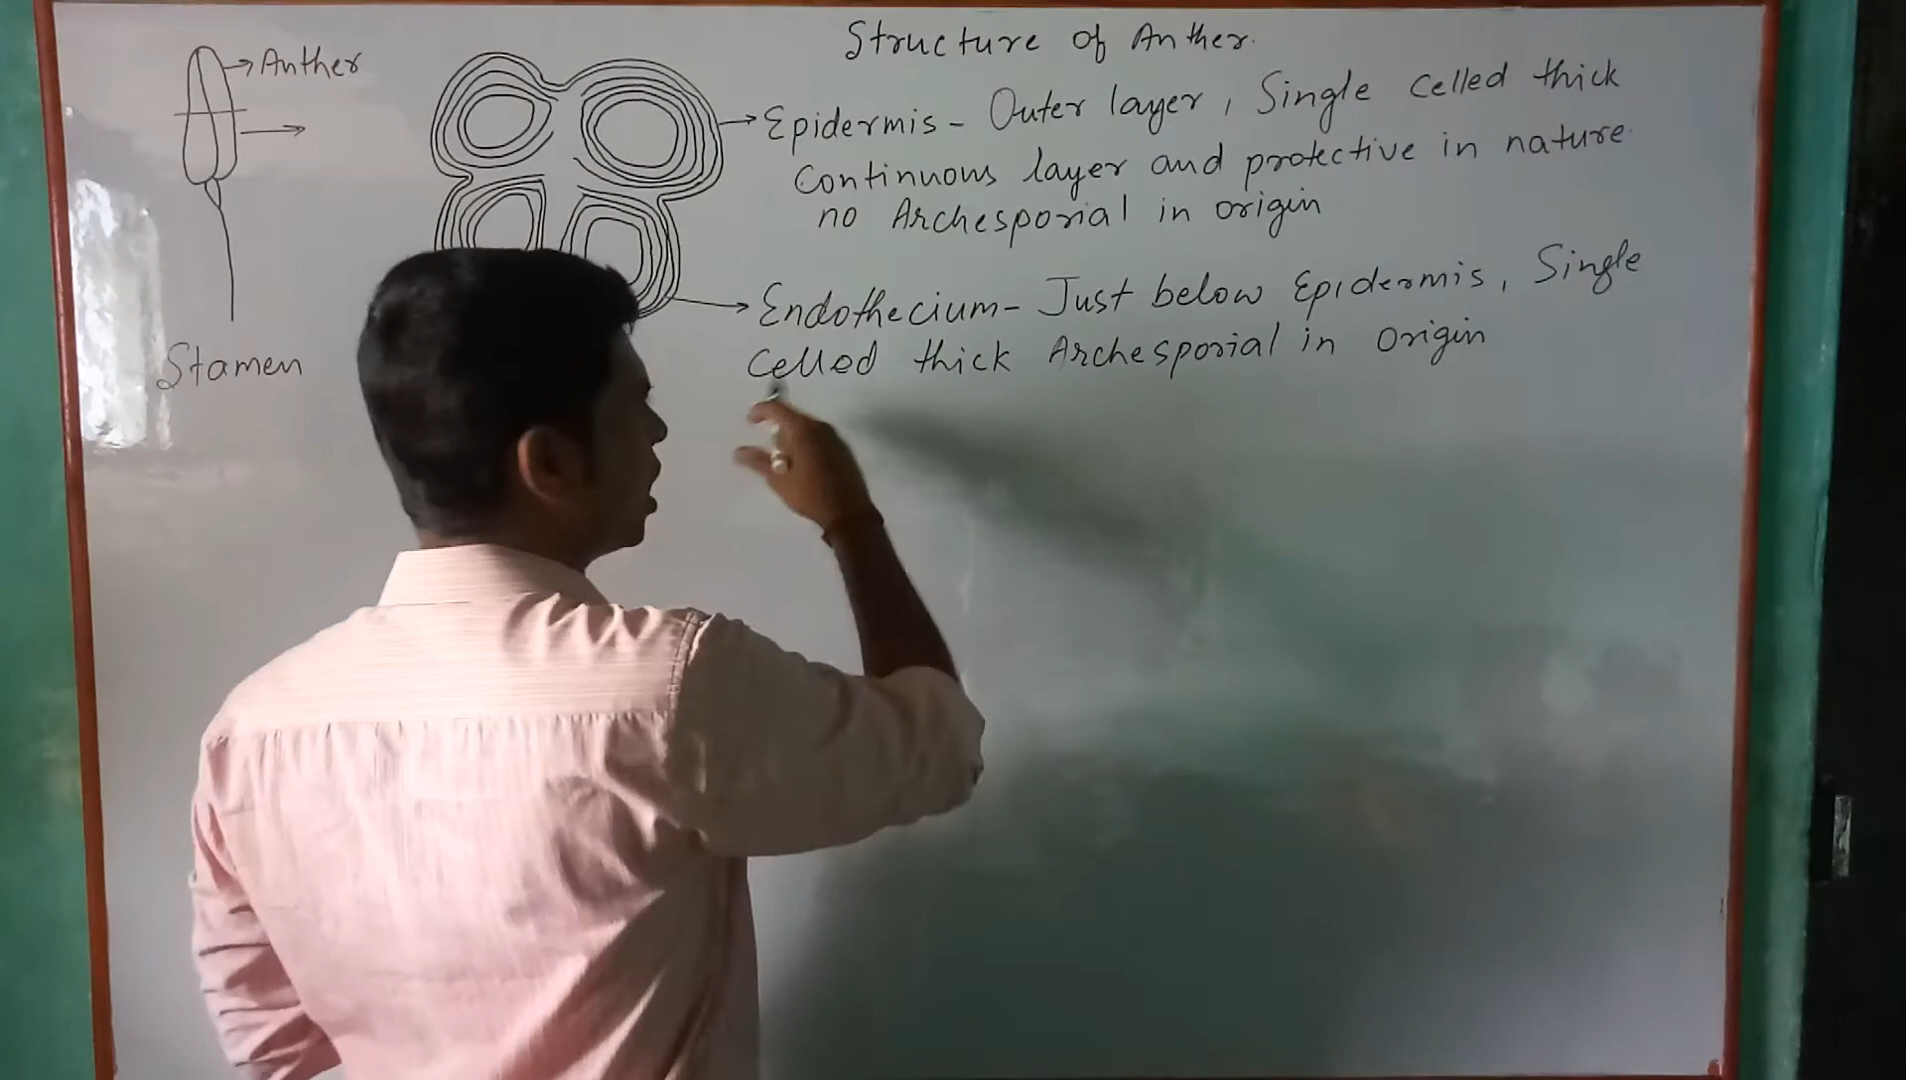 Structure of Anther.
Anther
Epidermis - Outer layer, Single celled thick
Continuous layer and protective in nature
no Archesporial in origin
Endothecium - Just below Epidermis, Single
Celled thick Archesporial in origin
Stamen